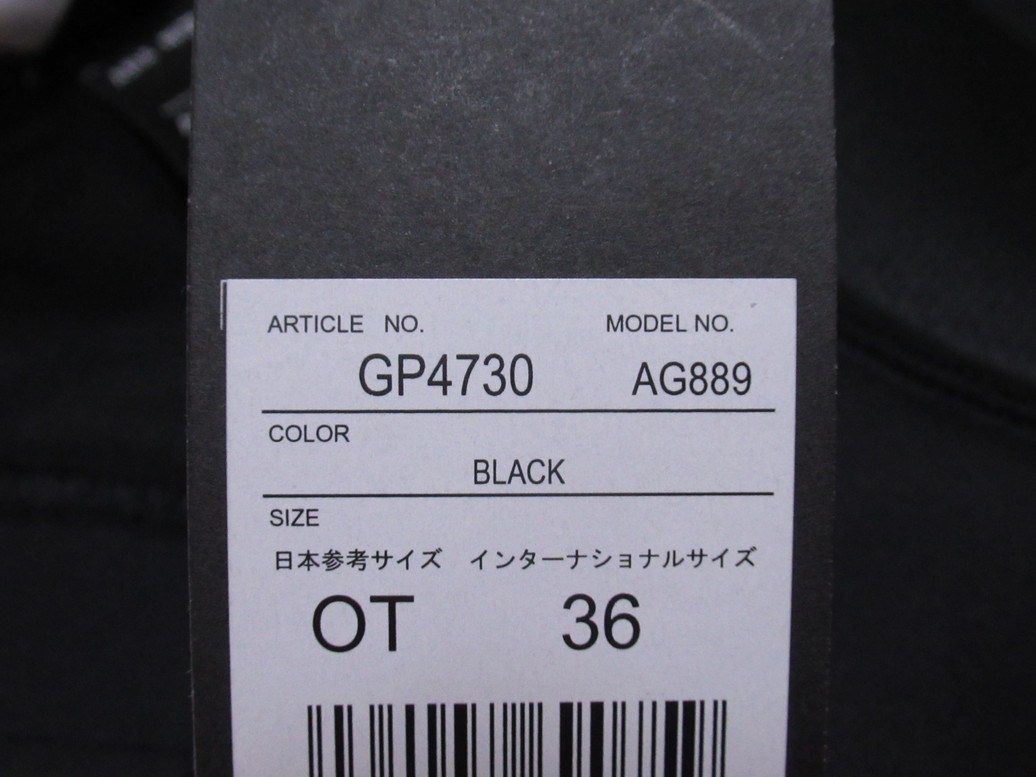 ARTICLE NO. MODEL NO.
GP4730 AG889
COLOR
BLACK
SIZE
日本参考サイズ インターナショナルサイズ
OT 36